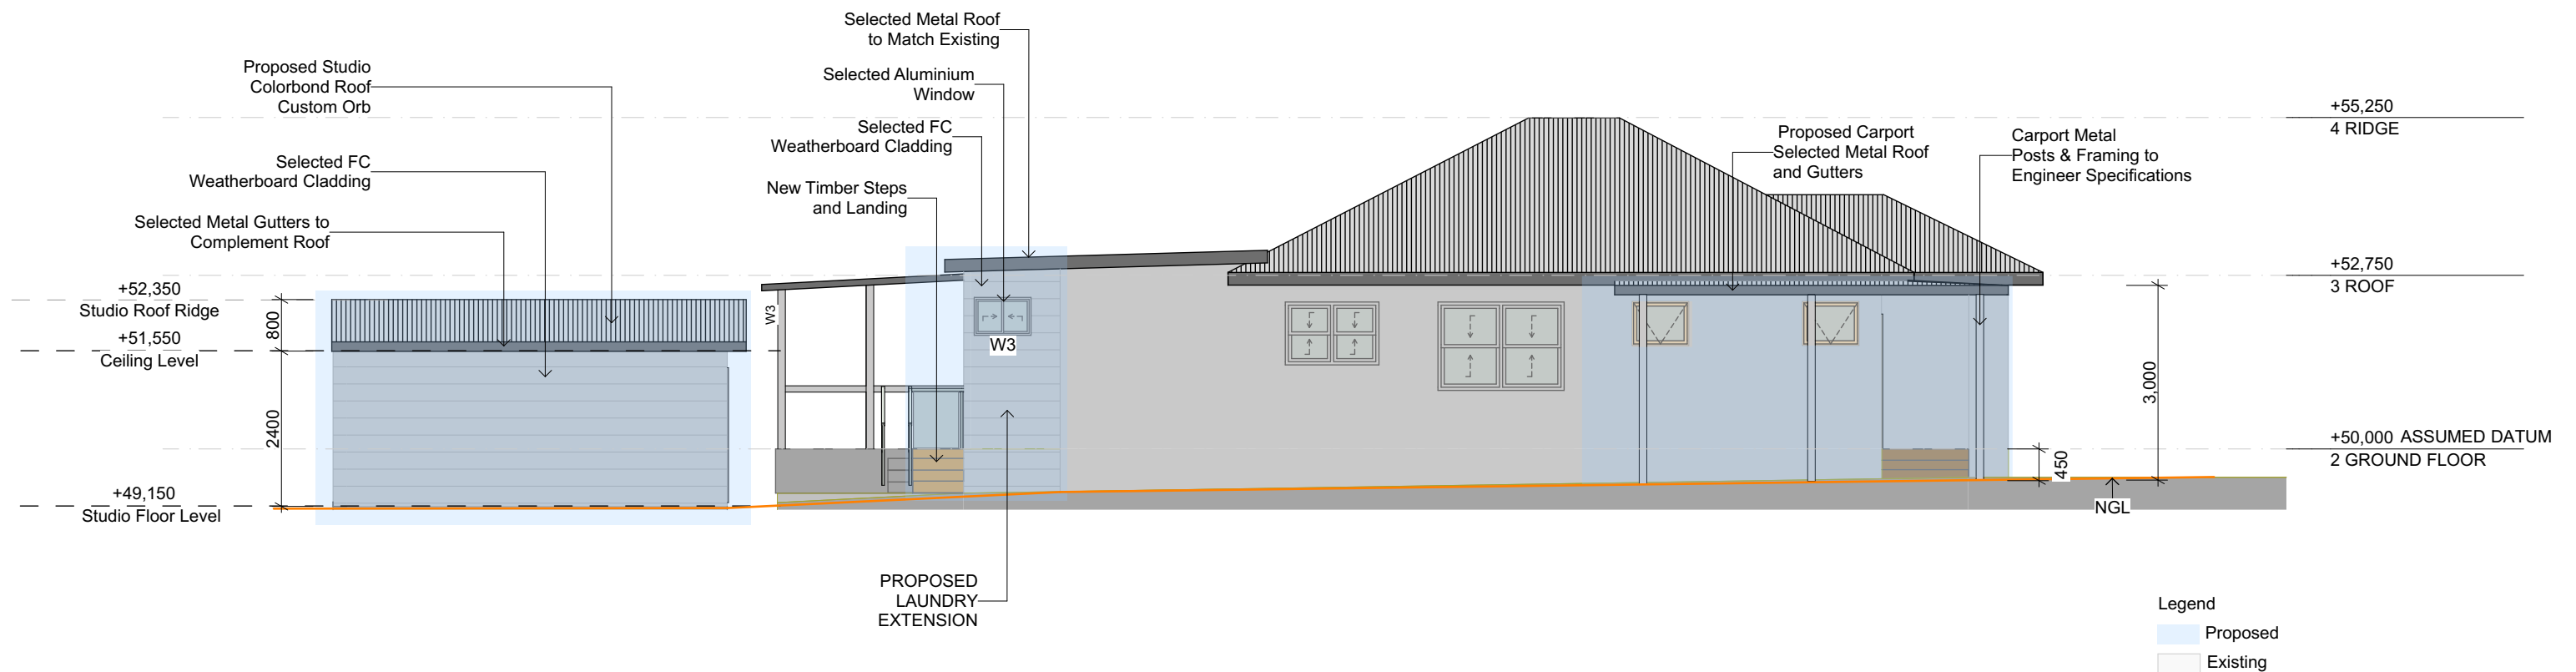 Selected Metal Roof
to Match Existing
Proposed Studio
Colorbond Roof
Custom Orb
Selected Aluminium
Window
Selected FC
Weatherboard Cladding
Selected FC
Weatherboard Cladding
New Timber Steps
and Landing
Selected Metal Gutters to
Complement Roof
Proposed Carport
Selected Metal Roof
and Gutters
Carport Metal
Posts & Framing to
Engineer Specifications
+55,250
4 RIDGE
+52,750
3 ROOF
+52,350
Studio Roof Ridge
800
+51,550
Ceiling Level
2400
+49,150
Studio Floor Level
W3
W3
3,000
+50,000 ASSUMED DATUM
2 GROUND FLOOR
450
NGL
PROPOSED
LAUNDRY
EXTENSION
Legend
Proposed
Existing